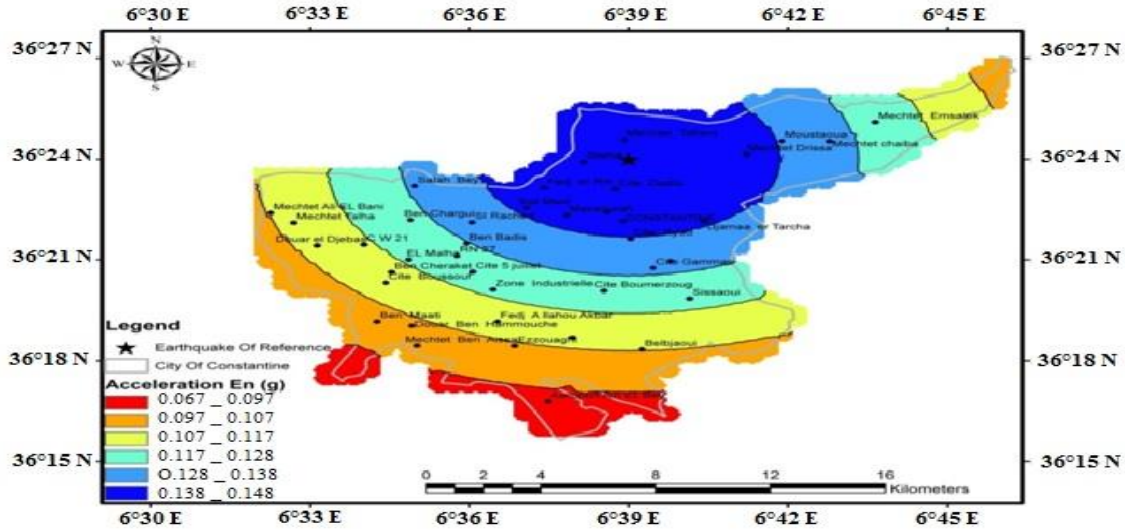 6°30 E 6°33 E 6°36 E 6°39 E 6°42 E 6°45 E
36°27 N 36°27 N
N
W E
S
Mechtet Emsalek
Moustaoua
Mechtet chaiba
Mechtet Drissa
36°24 N 36°24 N
Salah Bey
Mechtet Ali EL Bani
Mechtet Talha
Ben Chargui
Djamaa er Tarcha
Douar el Djebas
C W 21
Ben Badis
36°21 N 36°21 N
EL Malha
RN 27
Ben Cherakat
Cite 5 juillet
Cite Gammas
Cite Boussouf
Zone Industrielle
Cite Boumerzoug
Sissaoui
Ben Maati
Fedj A llahou Akbar
Legend
Douar Ben Hammouche
Earthquake Of Reference
Mechtet Ben Aissa
Ezzouaghi
Belbjaoui
36°18 N 36°18 N
City Of Constantine
Acceleration En (g)
0.067 _ 0.097
0.097 _ 0.107
0.107 _ 0.117
0.117 _ 0.128
O.128 _ 0.138
0.138 _ 0.148
36°15 N 36°15 N
0 2 4 8 12 16
Kilometers
6°30 E 6°33 E 6°36 E 6°39 E 6°42 E 6°45 E